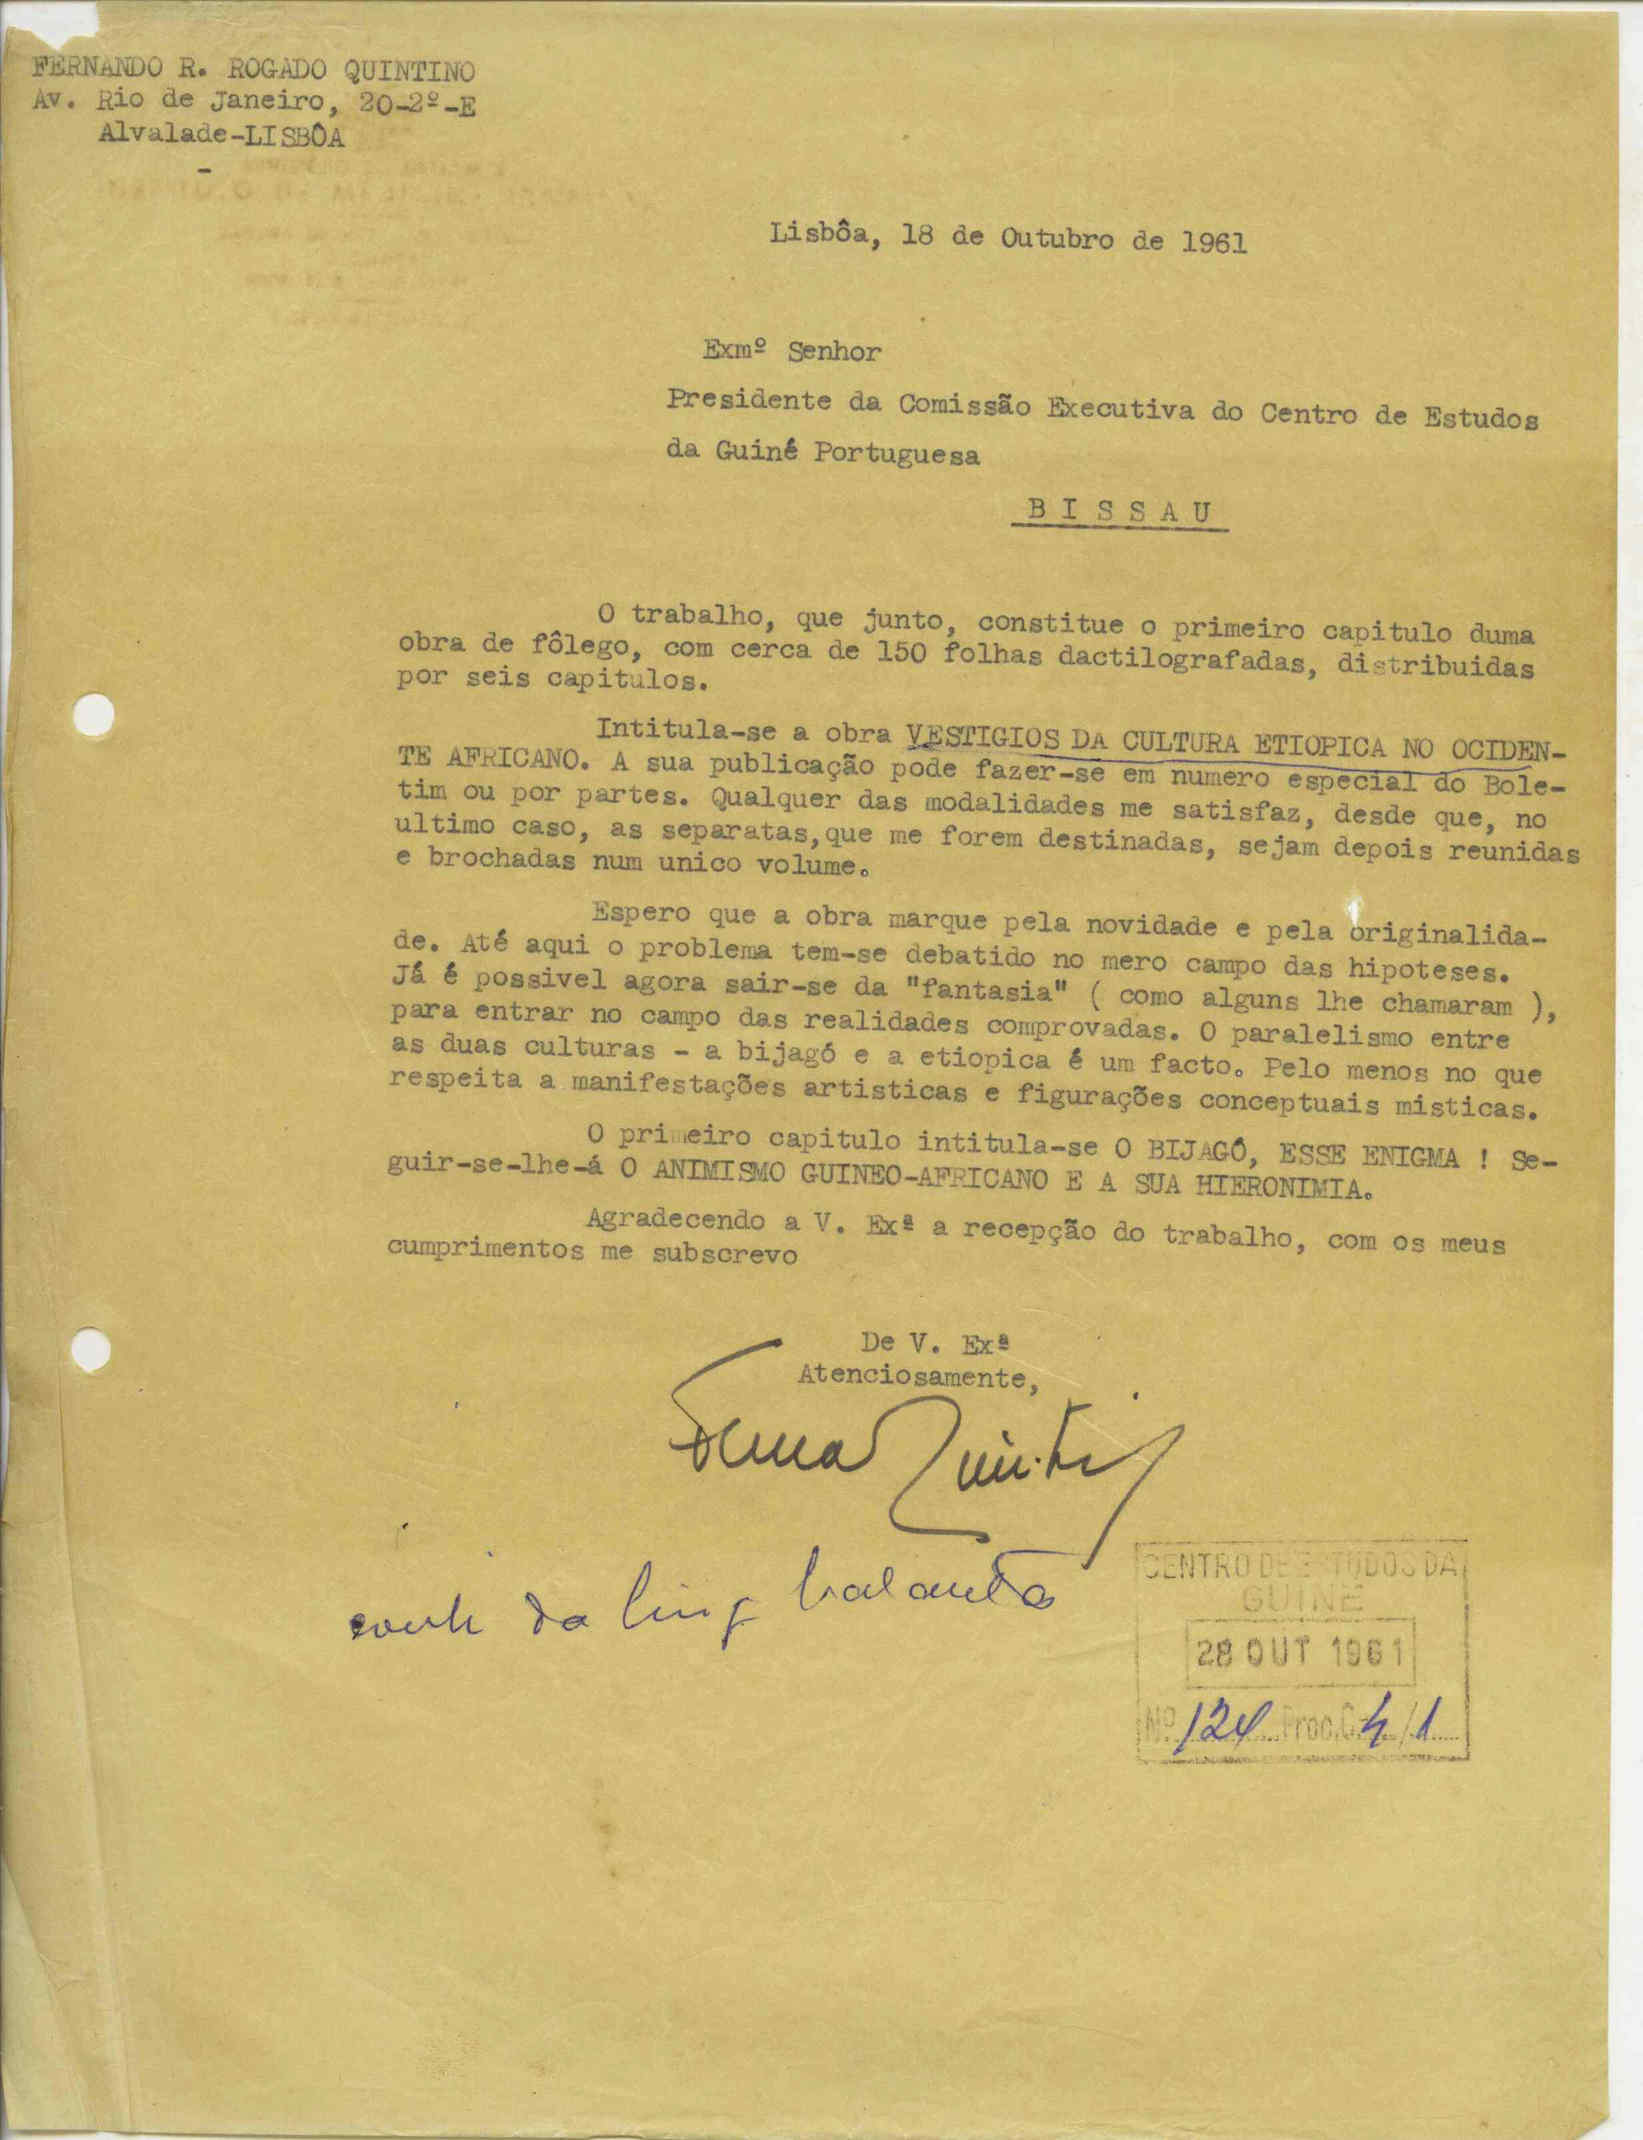 FERNANDO R. ROGADO QUINTINO
Av. Rio de Janeiro, 20-2º-E
Alvalade-LISBÔA
-
Lisbôa, 18 de Outubro de 1961
Exmº Senhor
Presidente da Comissão Executiva do Centro de Estudos
da Guiné Portuguesa
B I S S A U
O trabalho, que junto, constitue o primeiro capitulo duma
obra de fôlego, com cerca de 150 folhas dactilografadas, distribuidas
por seis capitulos.
Intitula-se a obra VESTIGIOS DA CULTURA ETIOPICA NO OCIDEN-
TE AFRICANO. A sua publicação pode fazer-se em numero especial do Bole-
tim ou por partes. Qualquer das modalidades me satisfaz, desde que, no
ultimo caso, as separatas,que me forem destinadas, sejam depois reunidas
e brochadas num unico volume.
Espero que a obra marque pela novidade e pela originalida-
de. Até aqui o problema tem-se debatido no mero campo das hipoteses.
Já é possivel agora sair-se da "fantasia" ( como alguns lhe chamaram ),
para entrar no campo das realidades comprovadas. O paralelismo entre
as duas culturas - a bijagó e a etiopica é um facto. Pelo menos no que
respeita a manifestações artisticas e figurações conceptuais misticas.
O primeiro capitulo intitula-se O BIJAGÓ, ESSE ENIGMA ! Se-
guir-se-lhe-á O ANIMISMO GUINEO-AFRICANO E A SUA HIERONIMIA.
Agradecendo a V. Exª a recepção do trabalho, com os meus
cumprimentos me subscrevo
De V. Exª
Atenciosamente,
da ling balanta
CENTRO DE ESTUDOS DA
GUINÉ
28 OUT 1961
Nº 124 Proc. 4/1